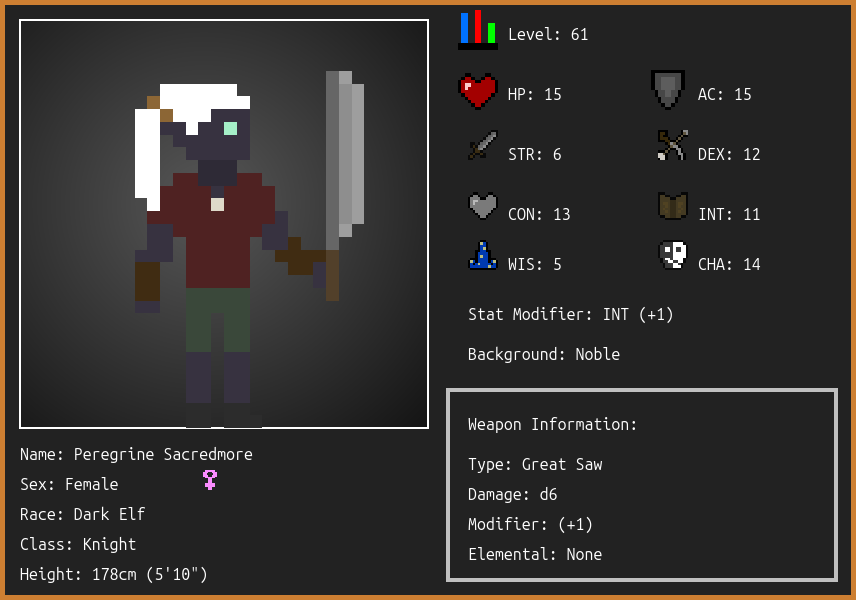 Level: 61
HP: 15
AC: 15
STR: 6
DEX: 12
CON: 13
INT: 11
WIS: 5
CHA: 14
Stat Modifier: INT (+1)
Background: Noble
Weapon Information:
Type: Great Saw
Damage: d6
Modifier: (+1)
Elemental: None
Name: Peregrine Sacredmore
Sex: Female
Race: Dark Elf
Class: Knight
Height: 178cm (5'10")